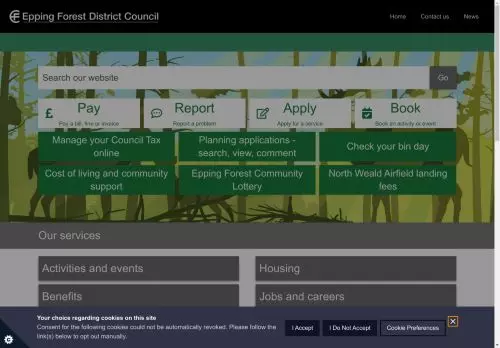 Epping Forest District Council
Home
Contact us
News
Search our website
Go
Pay
Pay a bill, fine or invoice
Report
Report a problem
Apply
Apply for a service
Book
Book an activity or event
Manage your Council Tax
online
Planning applications -
search, view, comment
Check your bin day
Cost of living and community
support
Epping Forest Community
Lottery
North Weald Airfield landing
fees
Our services
Activities and events
Housing
Benefits
Jobs and careers
Your choice regarding cookies on this site
Consent for the following cookies could not be automatically revoked. Please follow the
link(s) below to opt out manually.
I Accept
I Do Not Accept
Cookie Preferences